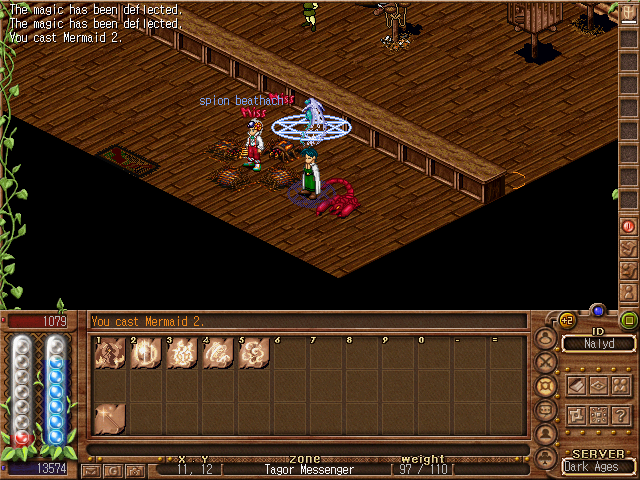 The magic has been deflected.
The magic has been deflected.
You cast Mermaid 2.
spion beathach
Miss
Miss
1079
You cast Mermaid 2.
+2
1 2 3 4 5 6 7 8 9 0 - =
ID
Nalyd
SERVER
Dark Ages
X Y zone weight
13574
G
11, 12 [ Tagor Messenger [ 97 / 110 [
?